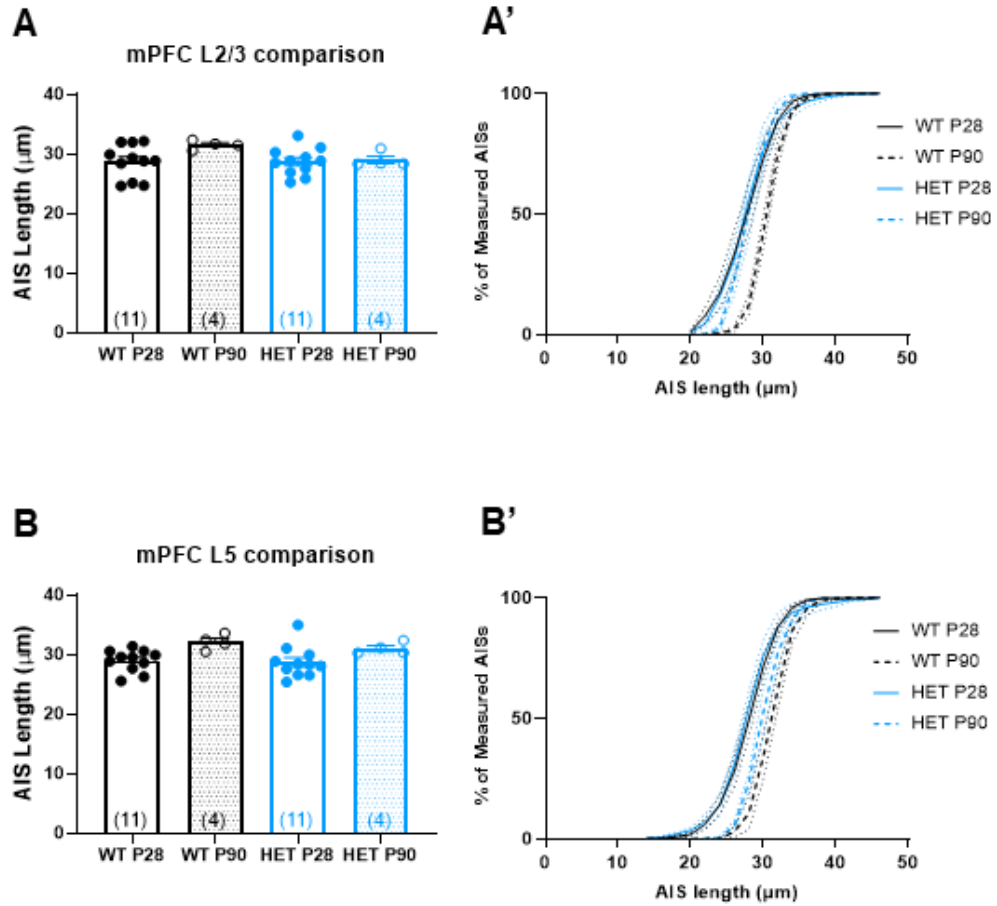 A
mPFC L2/3 comparison
AIS Length (µm)
40
30
20
10
0
(11)
(4)
(11)
(4)
WT P28
WT P90
HET P28
HET P90
A'
% of Measured AISs
100
50
0
0
10
20
30
40
50
AIS length (µm)
WT P28
WT P90
HET P28
HET P90
B
mPFC L5 comparison
AIS Length (µm)
40
30
20
10
0
(11)
(4)
(11)
(4)
WT P28
WT P90
HET P28
HET P90
B'
% of Measured AISs
100
50
0
0
10
20
30
40
50
AIS length (µm)
WT P28
WT P90
HET P28
HET P90